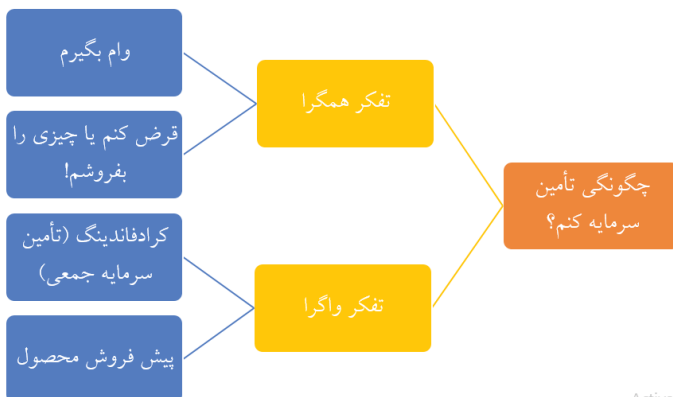 چگونگی تأمین
سرمایه کنم؟
تفکر همگرا
وام بگیرم
قرض کنم یا چیزی را
بفروشم!
تفکر واگرا
کرادفاندینگ (تأمین
سرمایه جمعی)
پیش فروش محصول